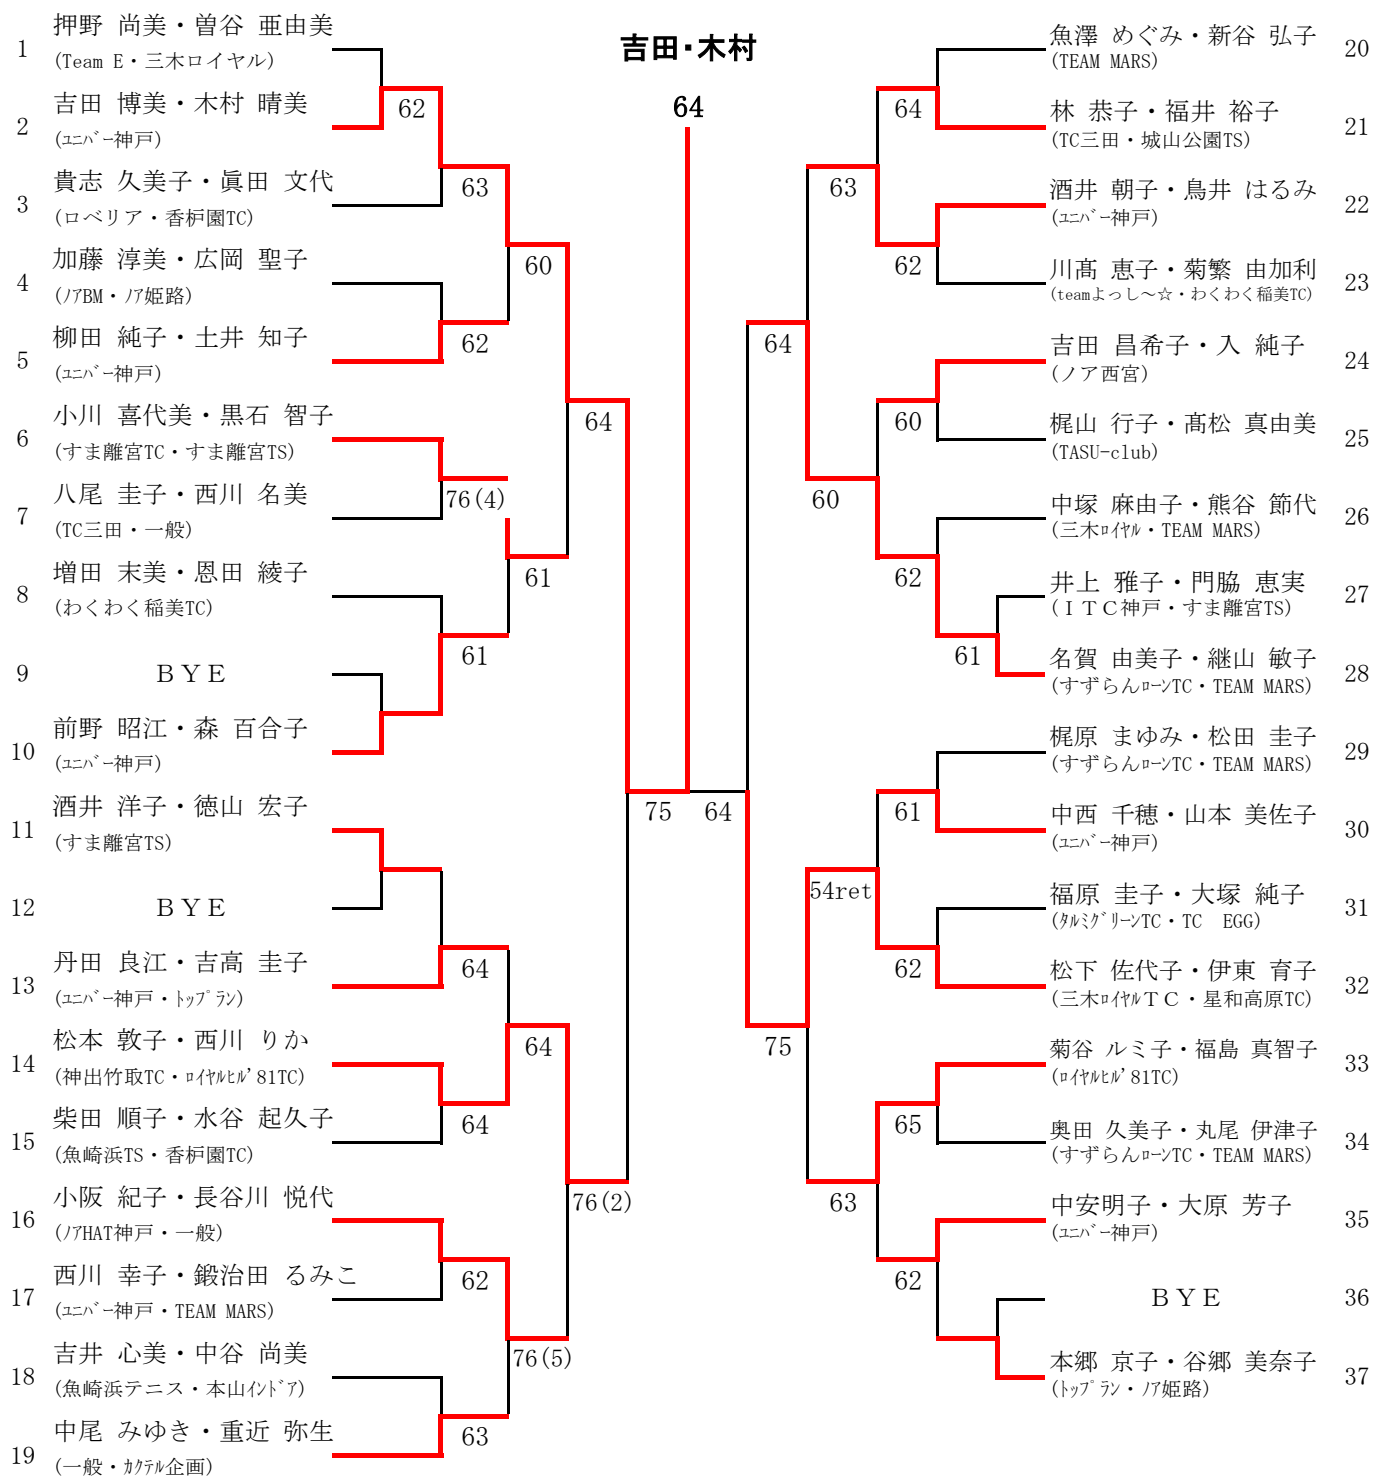 吉田・木村
64
1 押野 尚美・曽谷 亜由美
(Team E・三木ロイヤル)
2 吉田 博美・木村 晴美
(ユニバー神戸)
3 貴志 久美子・眞田 文代
(ロベリア・香枦園TC)
4 加藤 淳美・広岡 聖子
(ノアBM・ノア姫路)
5 柳田 純子・土井 知子
(ユニバー神戸)
6 小川 喜代美・黒石 智子
(すま離宮TC・すま離宮TS)
7 八尾 圭子・西川 名美
(TC三田・一般)
8 増田 末美・恩田 綾子
(わくわく稲美TC)
9 ＢＹＥ
10 前野 昭江・森 百合子
(ユニバー神戸)
11 酒井 洋子・徳山 宏子
(すま離宮TS)
12 ＢＹＥ
13 丹田 良江・吉高 圭子
(ユニバー神戸・トップラン)
14 松本 敦子・西川 りか
(神出竹取TC・ロイヤルヒル'81TC)
15 柴田 順子・水谷 起久子
(魚崎浜TS・香枦園TC)
16 小阪 紀子・長谷川 悦代
(ノアHAT神戸・一般)
17 西川 幸子・鍛治田 るみこ
(ユニバー神戸・TEAM MARS)
18 吉井 心美・中谷 尚美
(魚崎浜テニス・本山インドア)
19 中尾 みゆき・重近 弥生
(一般・カクテル企画)
62
63
60
62
64
76(4)
61
61
75
64
64
64
76(2)
62
76(5)
63
魚澤 めぐみ・新谷 弘子 20
(TEAM MARS)
林 恭子・福井 裕子 21
(TC三田・城山公園TS)
酒井 朝子・鳥井 はるみ 22
(ユニバー神戸)
川髙 恵子・菊繁 由加利 23
(teamよっし～☆・わくわく稲美TC)
吉田 昌希子・入 純子 24
(ノア西宮)
梶山 行子・髙松 真由美 25
(TASU-club)
中塚 麻由子・熊谷 節代 26
(三木ロイヤル・TEAM MARS)
井上 雅子・門脇 恵実 27
(ＩＴＣ神戸・すま離宮TS)
名賀 由美子・継山 敏子 28
(すずらんローンTC・TEAM MARS)
梶原 まゆみ・松田 圭子 29
(すずらんローンTC・TEAM MARS)
中西 千穂・山本 美佐子 30
(ユニバー神戸)
福原 圭子・大塚 純子 31
(タルミグリーンTC・TC EGG)
松下 佐代子・伊東 育子 32
(三木ロイヤルＴＣ・星和高原TC)
菊谷 ルミ子・福島 真智子 33
(ロイヤルヒル'81TC)
奥田 久美子・丸尾 伊津子 34
(すずらんローンTC・TEAM MARS)
中安明子・大原 芳子 35
(ユニバー神戸)
ＢＹＥ 36
本郷 京子・谷郷 美奈子 37
(トップラン・ノア姫路)
64
63
62
64
60
60
62
61
64
61
54ret
62
75
65
63
62